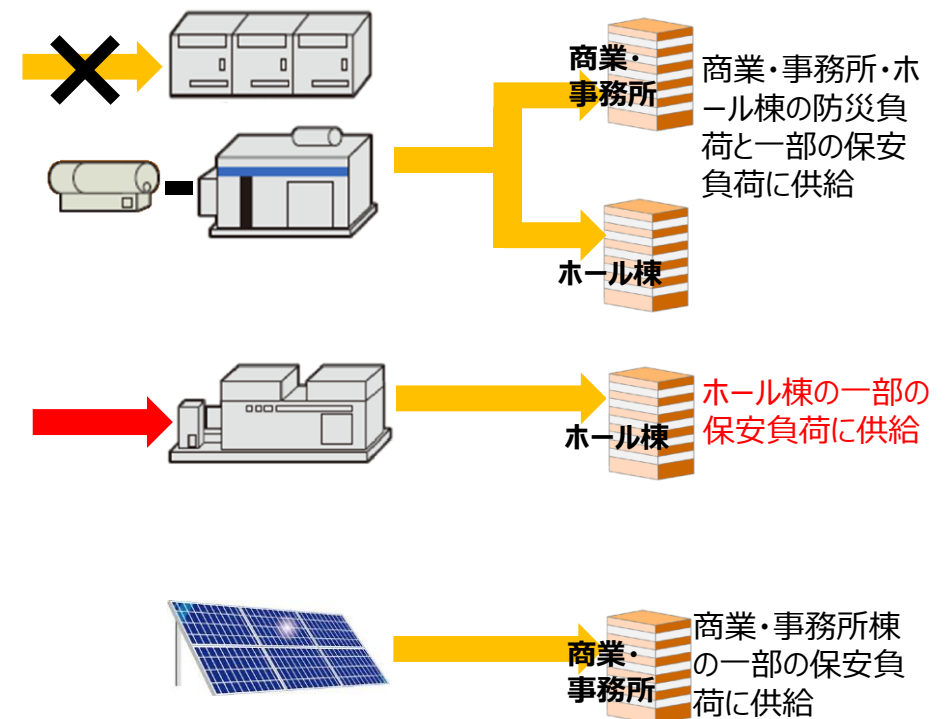 商業・
事務所
商業・事務所・ホ
ール棟の防災負
荷と一部の保安
負荷に供給
ホール棟
ホール棟
ホール棟の一部の
保安負荷に供給
商業・
事務所
商業・事務所棟
の一部の保安負
荷に供給